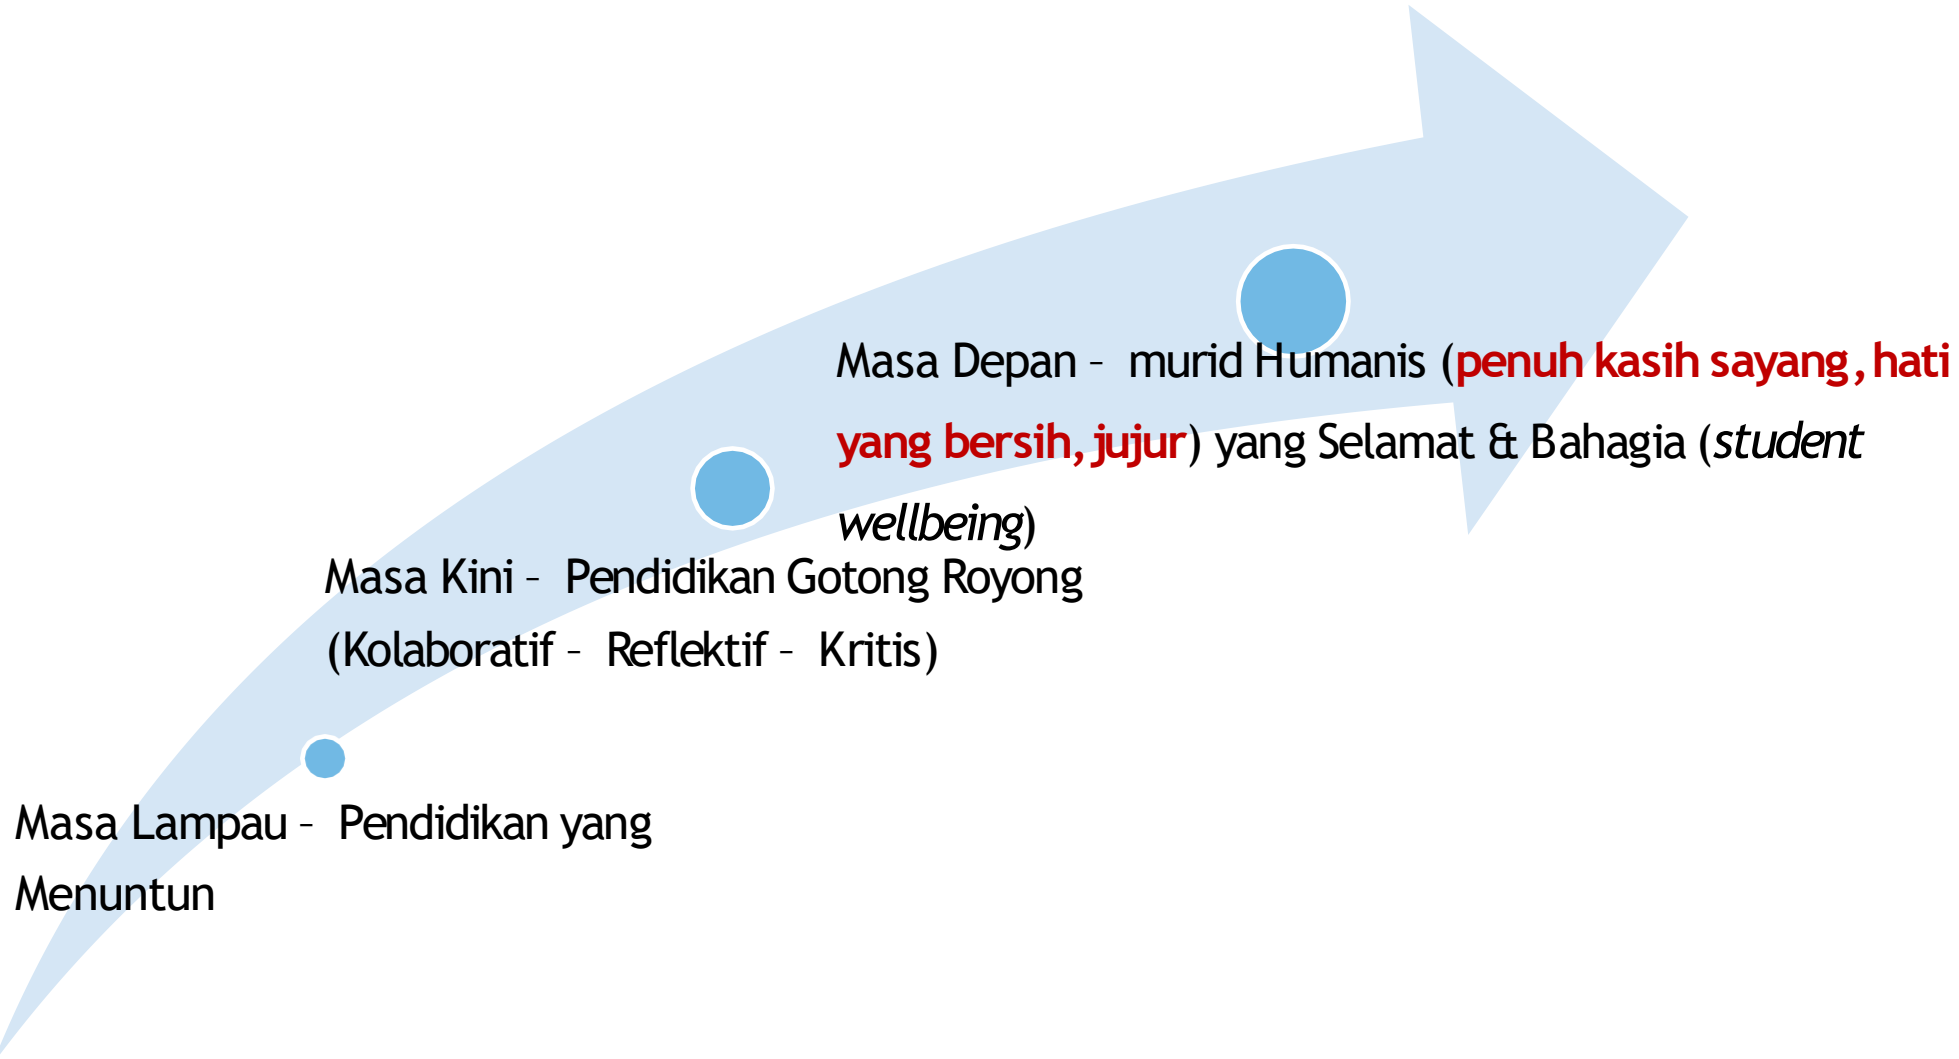 Masa Depan – murid Humanis (penuh kasih sayang, hati
yang bersih, jujur) yang Selamat & Bahagia (student
wellbeing)
Masa Kini – Pendidikan Gotong Royong
(Kolaboratif – Reflektif – Kritis)
Masa Lampau – Pendidikan yang
Menuntun